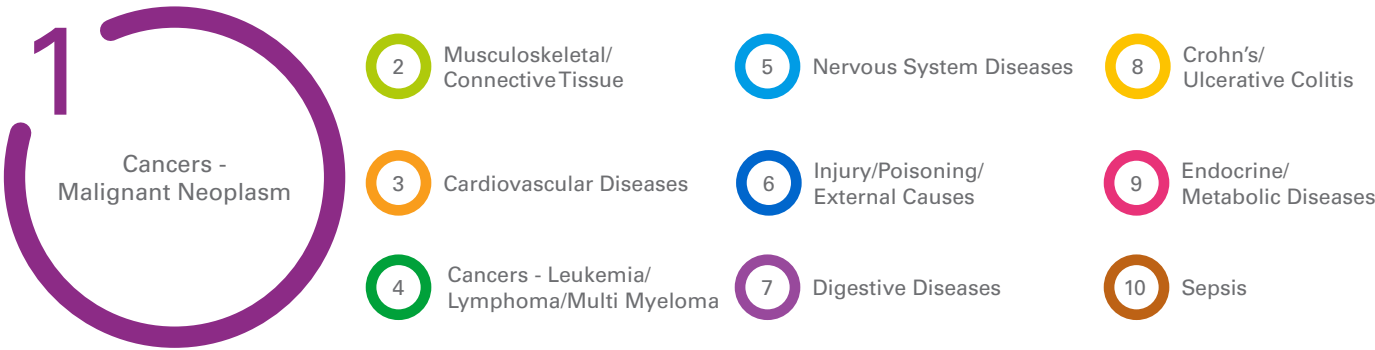 1
Cancers -
Malignant Neoplasm
2
Musculoskeletal/
Connective Tissue
3
Cardiovascular Diseases
4
Cancers - Leukemia/
Lymphoma/Multi Myeloma
5
Nervous System Diseases
6
Injury/Poisoning/
External Causes
7
Digestive Diseases
8
Crohn’s/
Ulcerative Colitis
9
Endocrine/
Metabolic Diseases
10
Sepsis